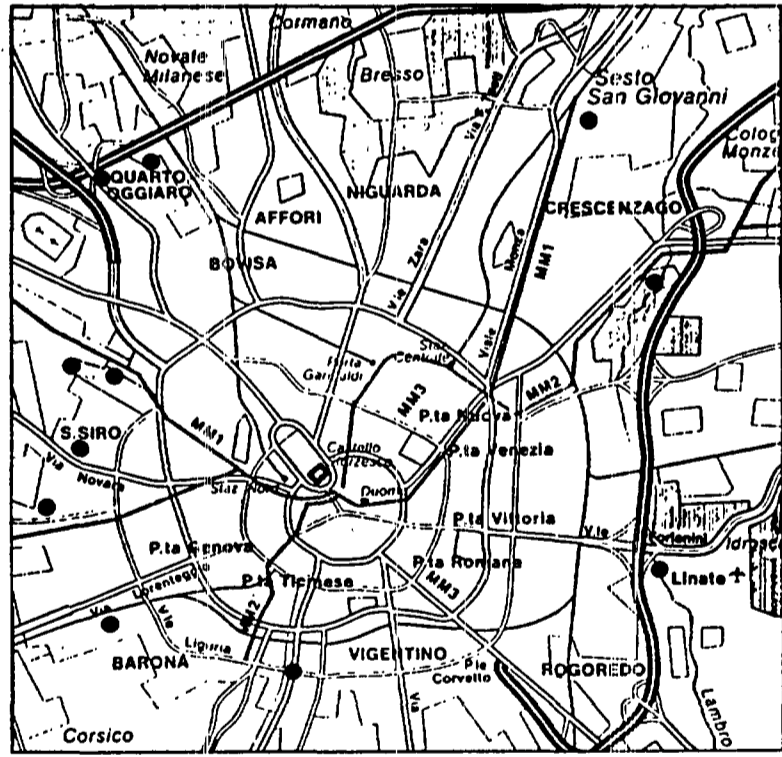 Cormano
Novate
Milanese
Bresso
Sesto
San Giovanni
QUARTO
OGGIARO
NIGUARDA
AFFORI
CRESCENZAGO
BOVISA
Monza
MM1
Zara
Vle
Viale
Staz
Centrale
Porta
Garibaldi
MM3
MM2
P.ta Nuova
MM1
S.SIRO
P.ta Venezia
Castello
Sforzesco
Via Novara
Staz Nord
Duomo
P.ta Vittoria
V.le
Forlanini
P.ta Genova
P.ta Romana
Linate
P.ta Ticinese
MM3
Via
Lorenteggio
V.le
Liguria
MM2
BARONA
VIGENTINO
P.le
Corvetto
ROGOREDO
Via
Lambro
Corsico